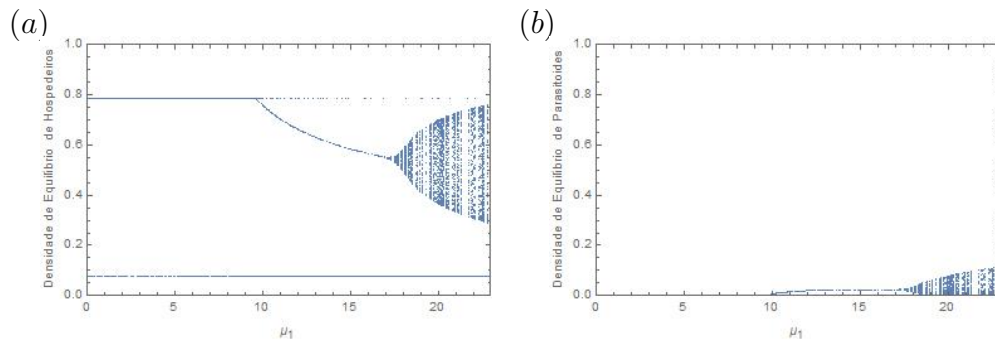 (a)
Densidade de Equilíbrio de Hospedeiros
1.0
0.8
0.6
0.4
0.2
0.0
0 5 10 15 20
μ1
(b)
Densidade de Equilíbrio de Parasitoides
1.0
0.8
0.6
0.4
0.2
0.0
0 5 10 15 20
μ1